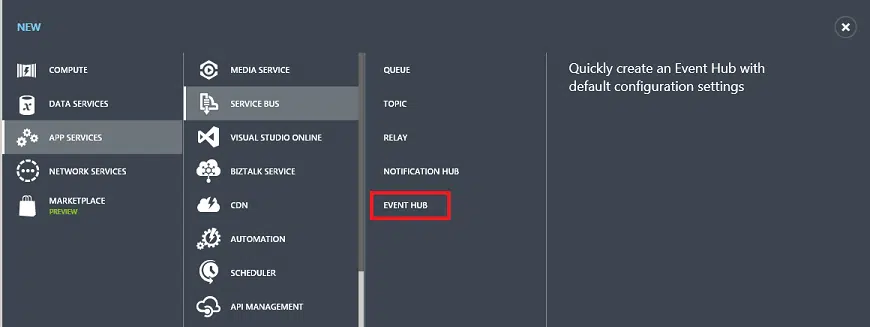 NEW
COMPUTE
DATA SERVICES
APP SERVICES
NETWORK SERVICES
MARKETPLACE
PREVIEW
MEDIA SERVICE
SERVICE BUS
VISUAL STUDIO ONLINE
BIZTALK SERVICE
CDN
AUTOMATION
SCHEDULER
API MANAGEMENT
QUEUE
TOPIC
RELAY
NOTIFICATION HUB
EVENT HUB
Quickly create an Event Hub with
default configuration settings